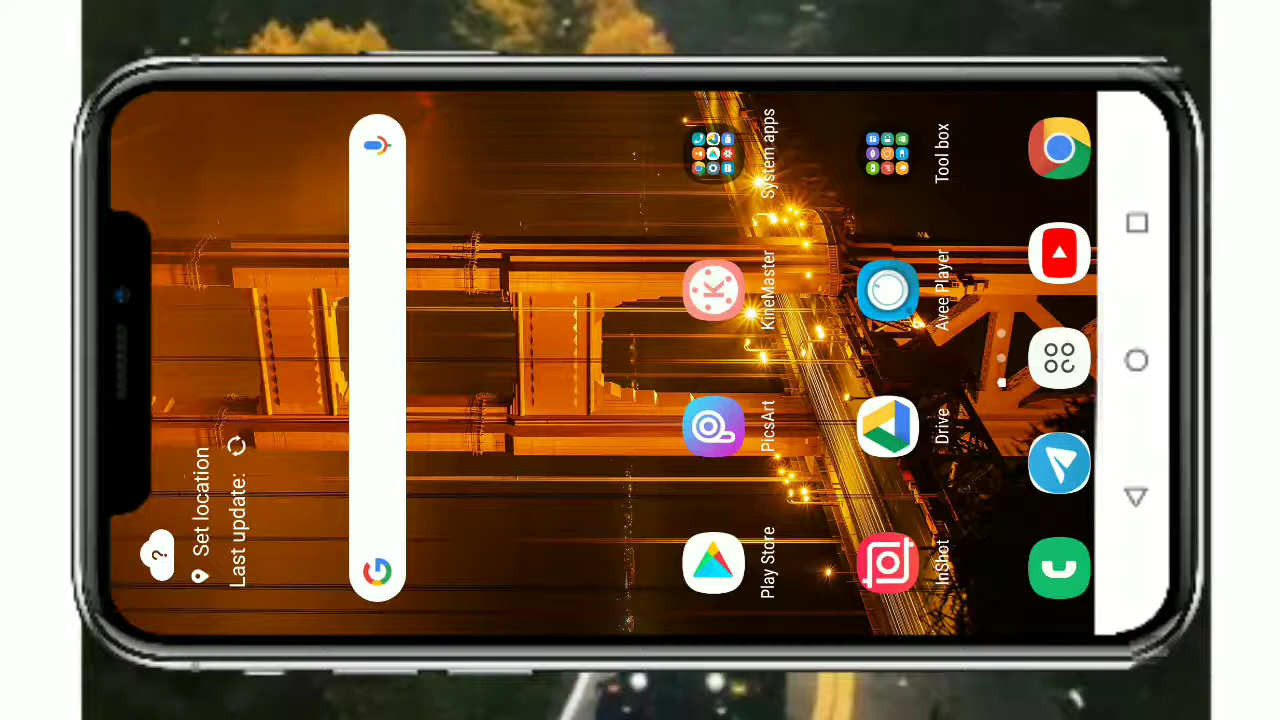 Set location
Last update:
Play Store
PicsArt
KineMaster
System apps
InShot
Drive
Avee Player
Tool box